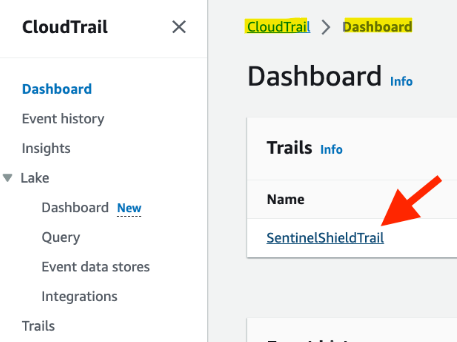 CloudTrail
Dashboard
Event history
Insights
Lake
Dashboard New
Query
Event data stores
Integrations
Trails
CloudTrail > Dashboard
Dashboard Info
Trails Info
Name
SentinelShieldTrail